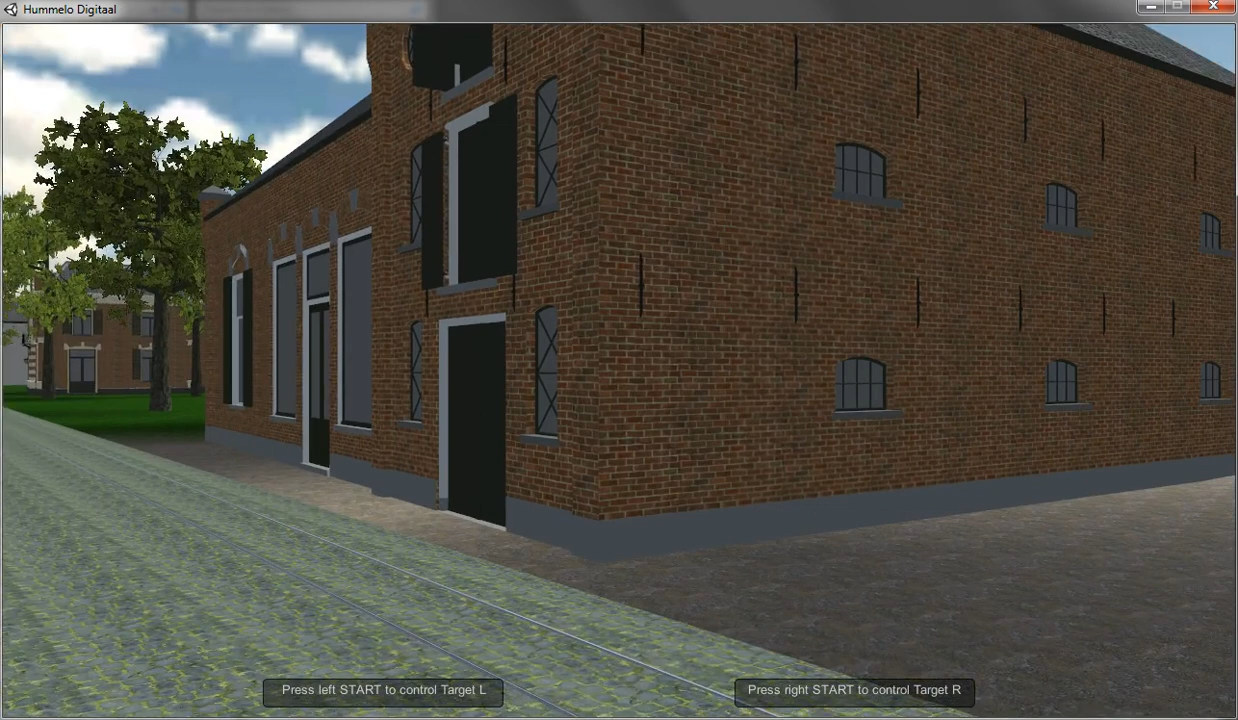 Hummelo Digitaal
Press left START to control Target L
Press right START to control Target R